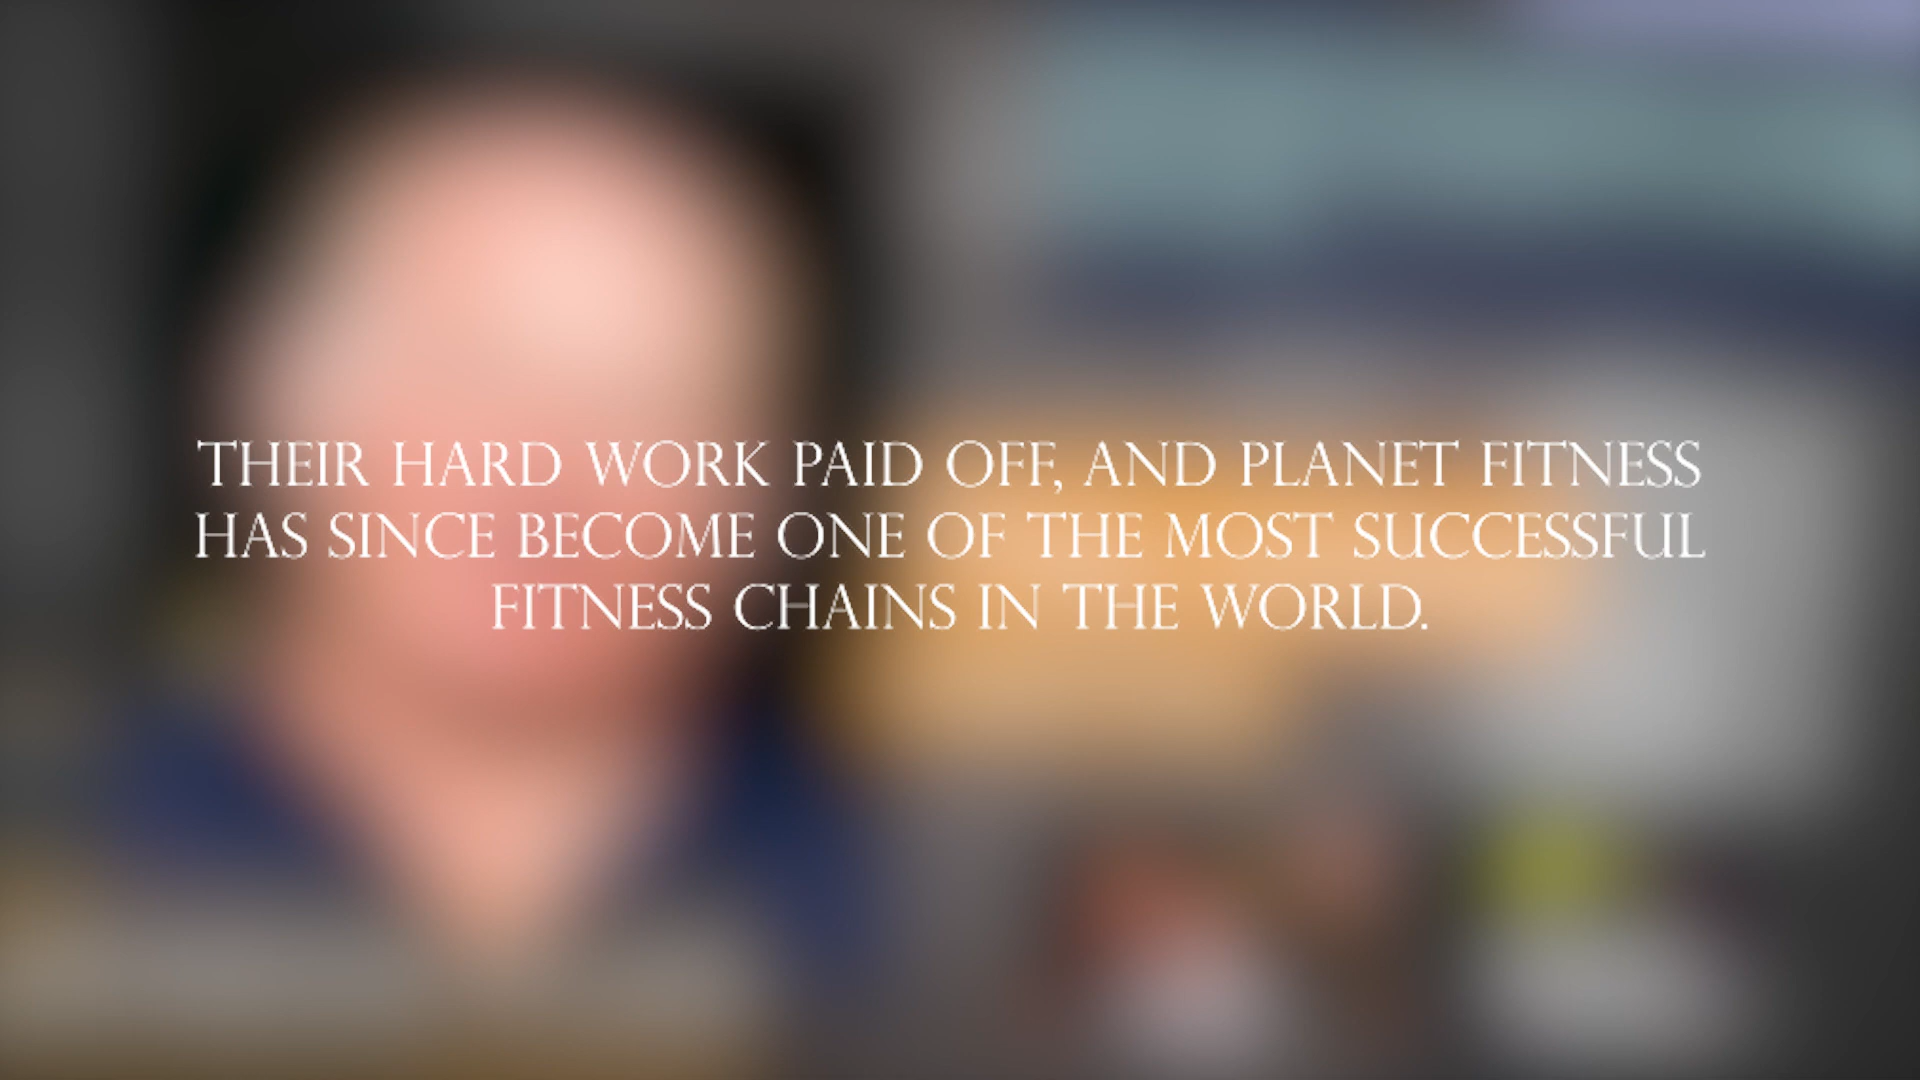 THEIR HARD WORK PAID OFF, AND PLANET FITNESS
HAS SINCE BECOME ONE OF THE MOST SUCCESSFUL
FITNESS CHAINS IN THE WORLD.